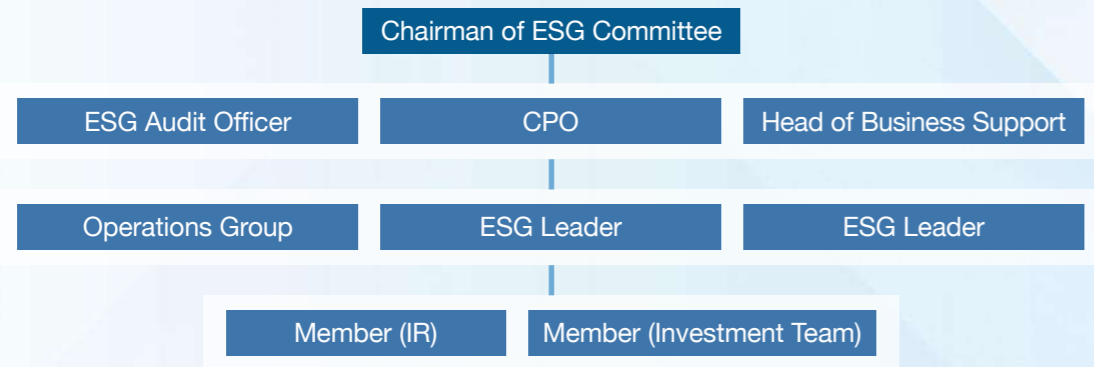 Chairman of ESG Committee
ESG Audit Officer
CPO
Head of Business Support
Operations Group
ESG Leader
ESG Leader
Member (IR)
Member (Investment Team)